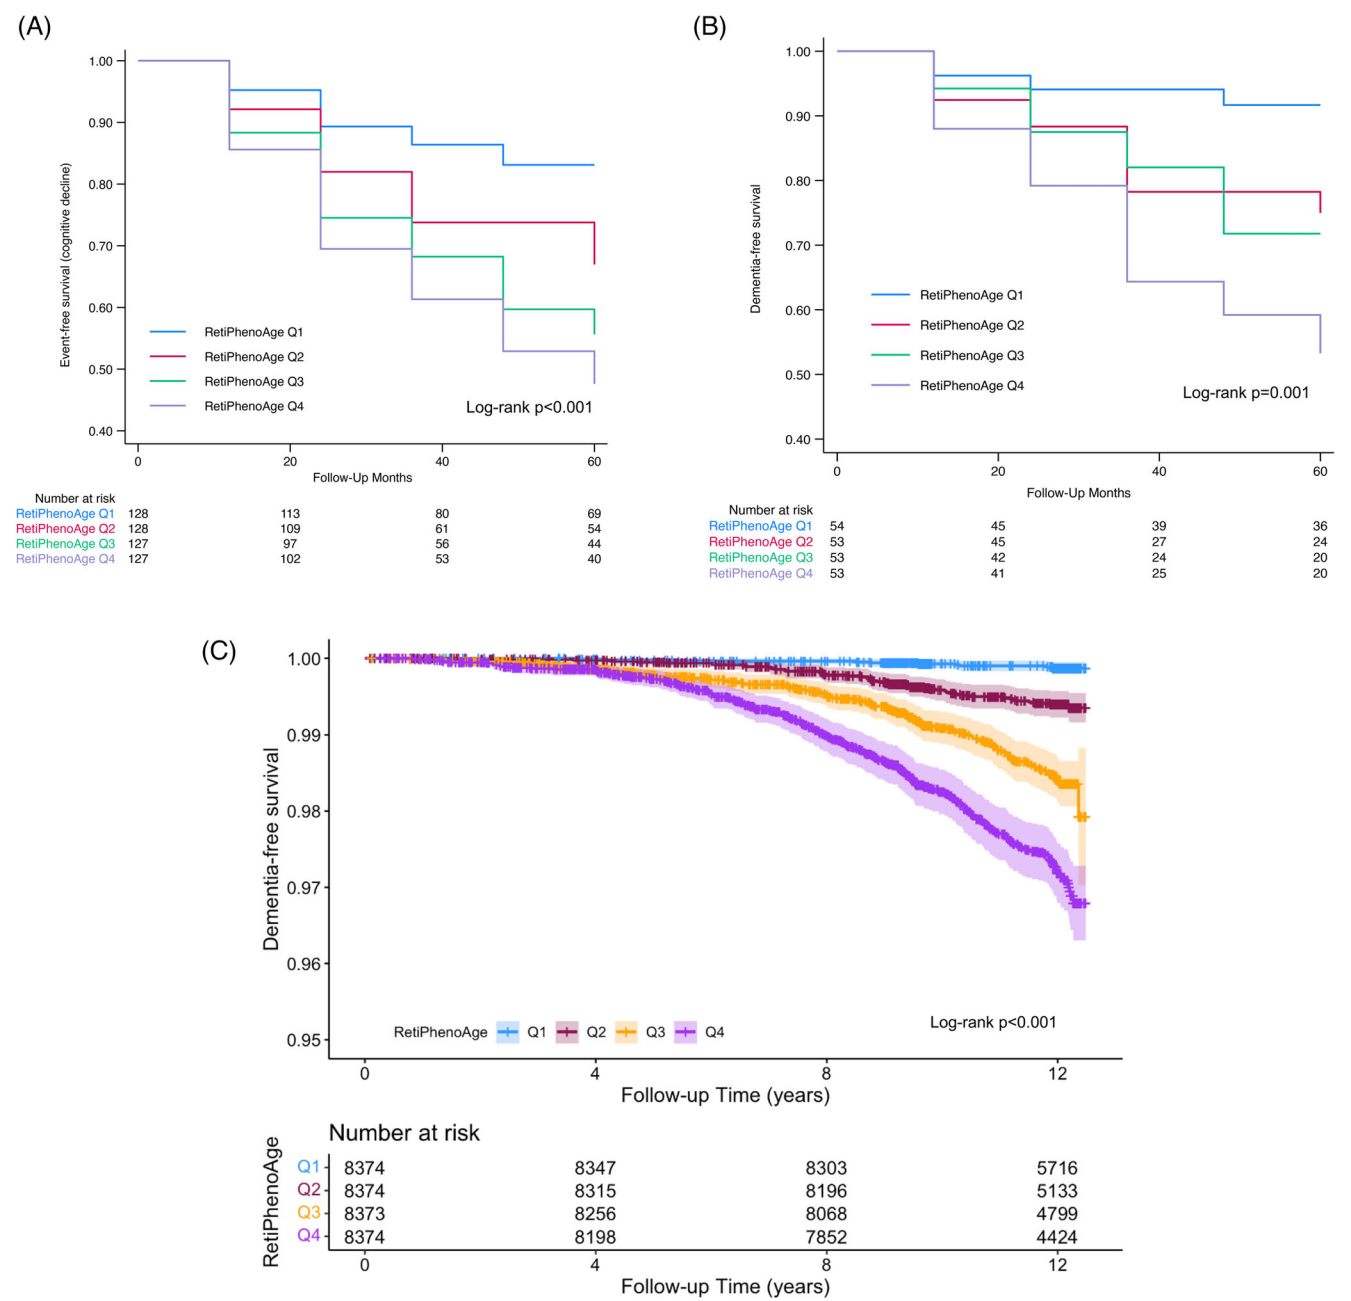 (A)
1.00
0.90
0.80
0.70
0.60
0.50
0.40
Event-free survival (cognitive decline)
RetiPhenoAge Q1
RetiPhenoAge Q2
RetiPhenoAge Q3
RetiPhenoAge Q4
Log-rank p<0.001
0 20 40 60
Follow-Up Months
Number at risk
RetiPhenoAge Q1 128 113 80 69
RetiPhenoAge Q2 128 109 61 54
RetiPhenoAge Q3 127 97 56 44
RetiPhenoAge Q4 127 102 53 40
(B)
1.00
0.90
0.80
0.70
0.60
0.50
0.40
Dementia-free survival
RetiPhenoAge Q1
RetiPhenoAge Q2
RetiPhenoAge Q3
RetiPhenoAge Q4
Log-rank p=0.001
0 20 40 60
Follow-Up Months
Number at risk
RetiPhenoAge Q1 54 45 39 36
RetiPhenoAge Q2 53 45 27 24
RetiPhenoAge Q3 53 42 24 20
RetiPhenoAge Q4 53 41 25 20
(C)
1.00
0.99
0.98
0.97
0.96
0.95
Dementia-free survival
RetiPhenoAge Q1 Q2 Q3 Q4
Log-rank p<0.001
0 4 8 12
Follow-up Time (years)
Number at risk
RetiPhenoAge
Q1 8374 8347 8303 5716
Q2 8374 8315 8196 5133
Q3 8373 8256 8068 4799
Q4 8374 8198 7852 4424
0 4 8 12
Follow-up Time (years)